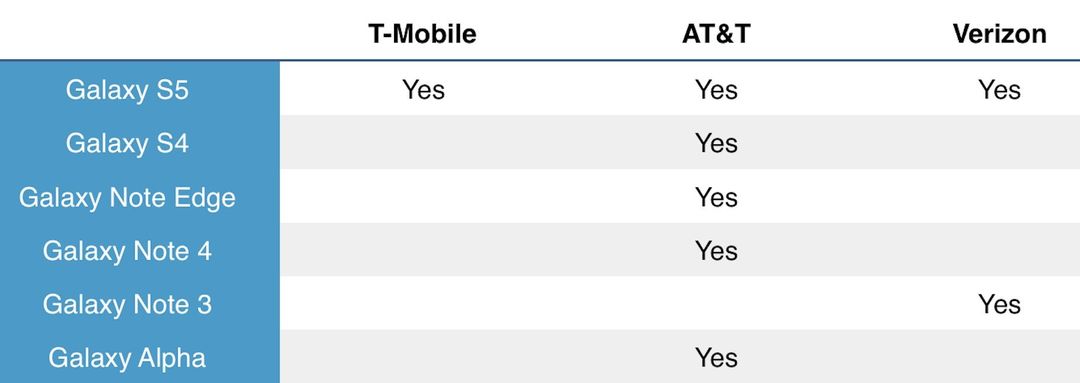 T-Mobile AT&T Verizon
Galaxy S5 Yes Yes Yes
Galaxy S4 Yes
Galaxy Note Edge Yes
Galaxy Note 4 Yes
Galaxy Note 3 Yes
Galaxy Alpha Yes